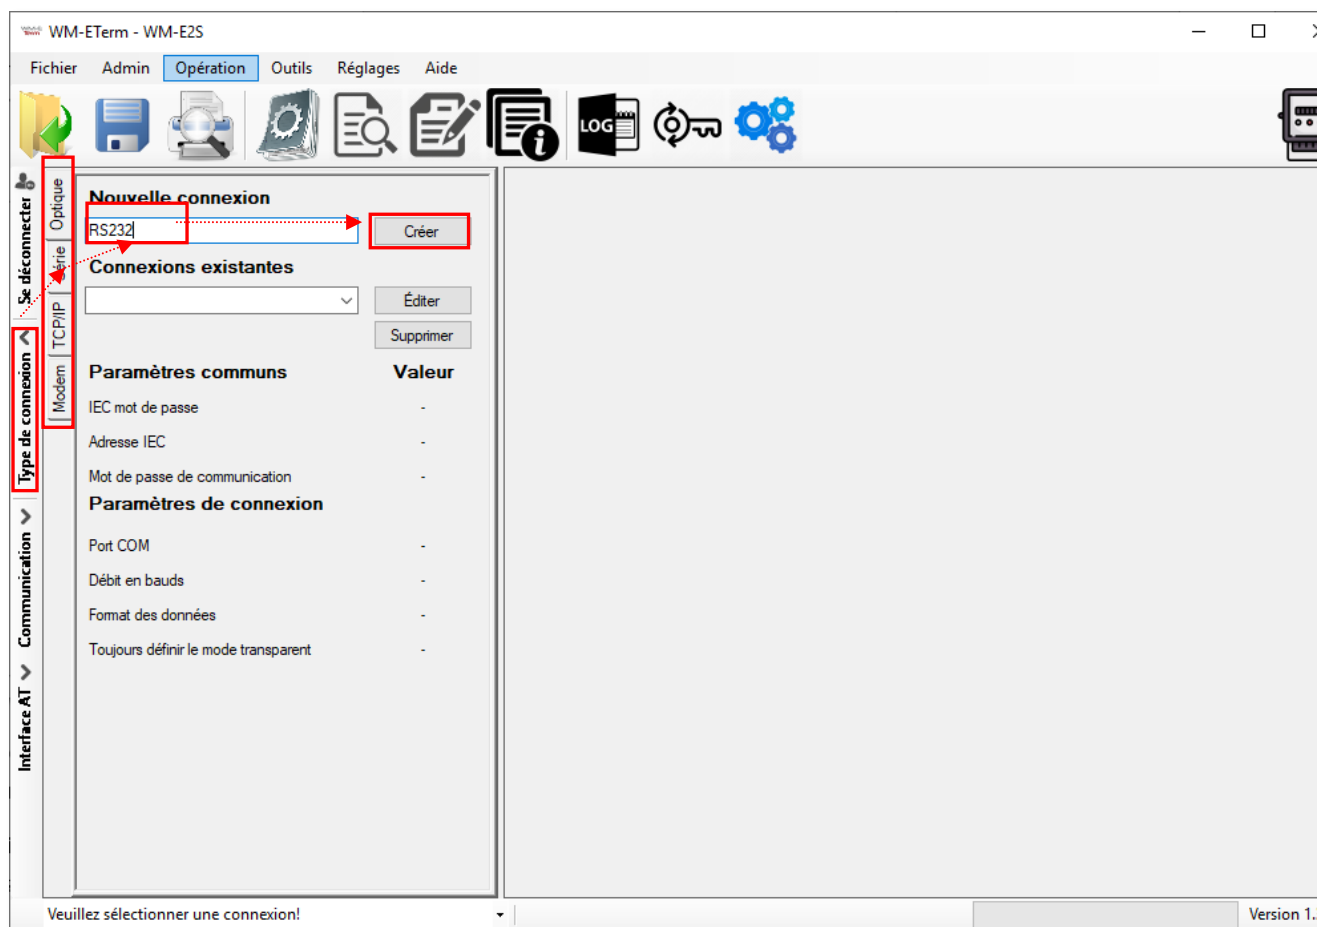 WM-ETerm - WM-E2S
Fichier Admin Opération Outils Réglages Aide
LOG
Se déconnecter
Type de connexion
Communication
Interface AT
Optique
Série
TCP/IP
Modem
Nouvelle connexion
RS232 Créer
Connexions existantes
Éditer
Supprimer
Paramètres communs Valeur
IEC mot de passe -
Adresse IEC -
Mot de passe de communication -
Paramètres de connexion
Port COM -
Débit en bauds -
Format des données -
Toujours définir le mode transparent -
Veuillez sélectionner une connexion! Version 1.